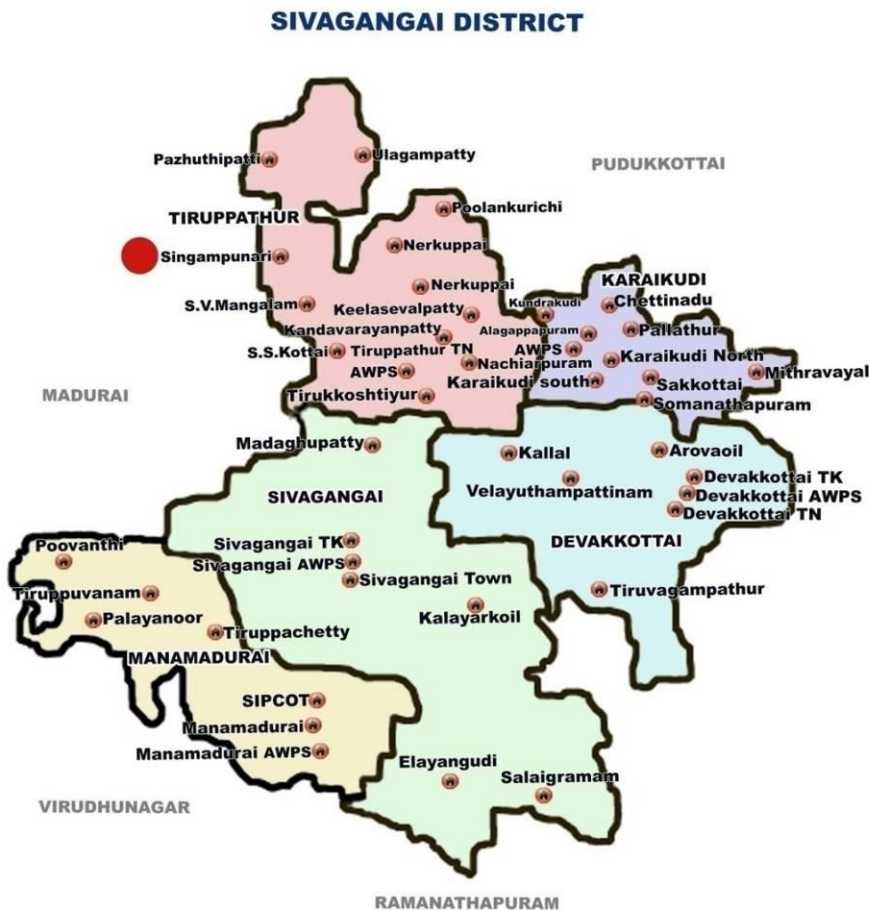 SIVAGANGAI DISTRICT
Pazhuthipatti
Ulagampatty
PUDUKKOTTAI
TIRUPPATHUR
Poolankurichi
Nerkuppai
Singampunari
KARAIKUDI
Nerkuppai
S.V.Mangalam
Kundrakudi
Chettinadu
Keelasevalpatty
Kandavarayanpatty
Alagappapuram
Pallathur
S.S.Kottai
Tiruppathur TN
AWPS
Karaikudi North
Nachiarpuram
AWPS
Karaikudi south
Sakkottai
Mithravayal
MADURAI
Tirukkoshtiyur
Somanathapuram
Madaghupatty
Kallal
Arovaoil
Devakkottai TK
Velayuthampattinam
Devakkottai AWPS
SIVAGANGAI
Devakkottai TN
Sivagangai TK
DEVAKKOTTAI
Poovanthi
Sivagangai AWPS
Sivagangai Town
Tiruppuvanam
Tiruvagampathur
Palayanoor
Kalayarkoil
Tiruppachetty
MANAMADURAI
SIPCOT
Manamadurai
Manamadurai AWPS
Elayangudi
Salaigramam
VIRUDHUNAGAR
RAMANATHAPURAM